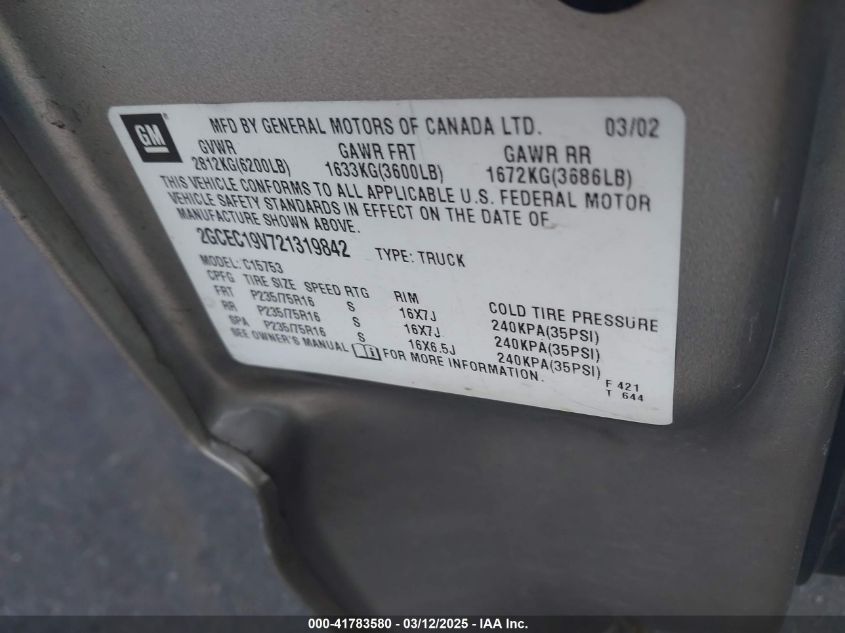 GM
MFD BY GENERAL MOTORS OF CANADA LTD. 03/02
GVWR GAWR FRT GAWR RR
2812KG(6200LB) 1633KG(3600LB) 1672KG(3686LB)
THIS VEHICLE CONFORMS TO ALL APPLICABLE U.S. FEDERAL MOTOR
VEHICLE SAFETY STANDARDS IN EFFECT ON THE DATE OF
MANUFACTURE SHOWN ABOVE.
2GCEC19V721319842 TYPE: TRUCK
MODEL: C15753
CPFG TIRE SIZE SPEED RTG RIM COLD TIRE PRESSURE
FRT P235/75R16 S 16X7J 240KPA(35PSI)
RR P235/75R16 S 16X7J 240KPA(35PSI)
SPA P235/75R16 S 16X6.5J 240KPA(35PSI)
SEE OWNER'S MANUAL i FOR MORE INFORMATION.
F 421
T 644
000-41783580 - 03/12/2025 - Copyright © 2025 IAA, Inc.